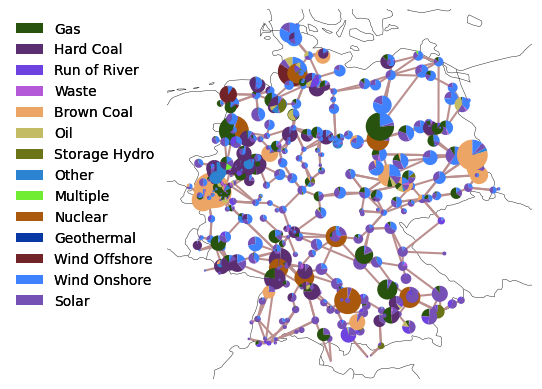 Gas
Hard Coal
Run of River
Waste
Brown Coal
Oil
Storage Hydro
Other
Multiple
Nuclear
Geothermal
Wind Offshore
Wind Onshore
Solar